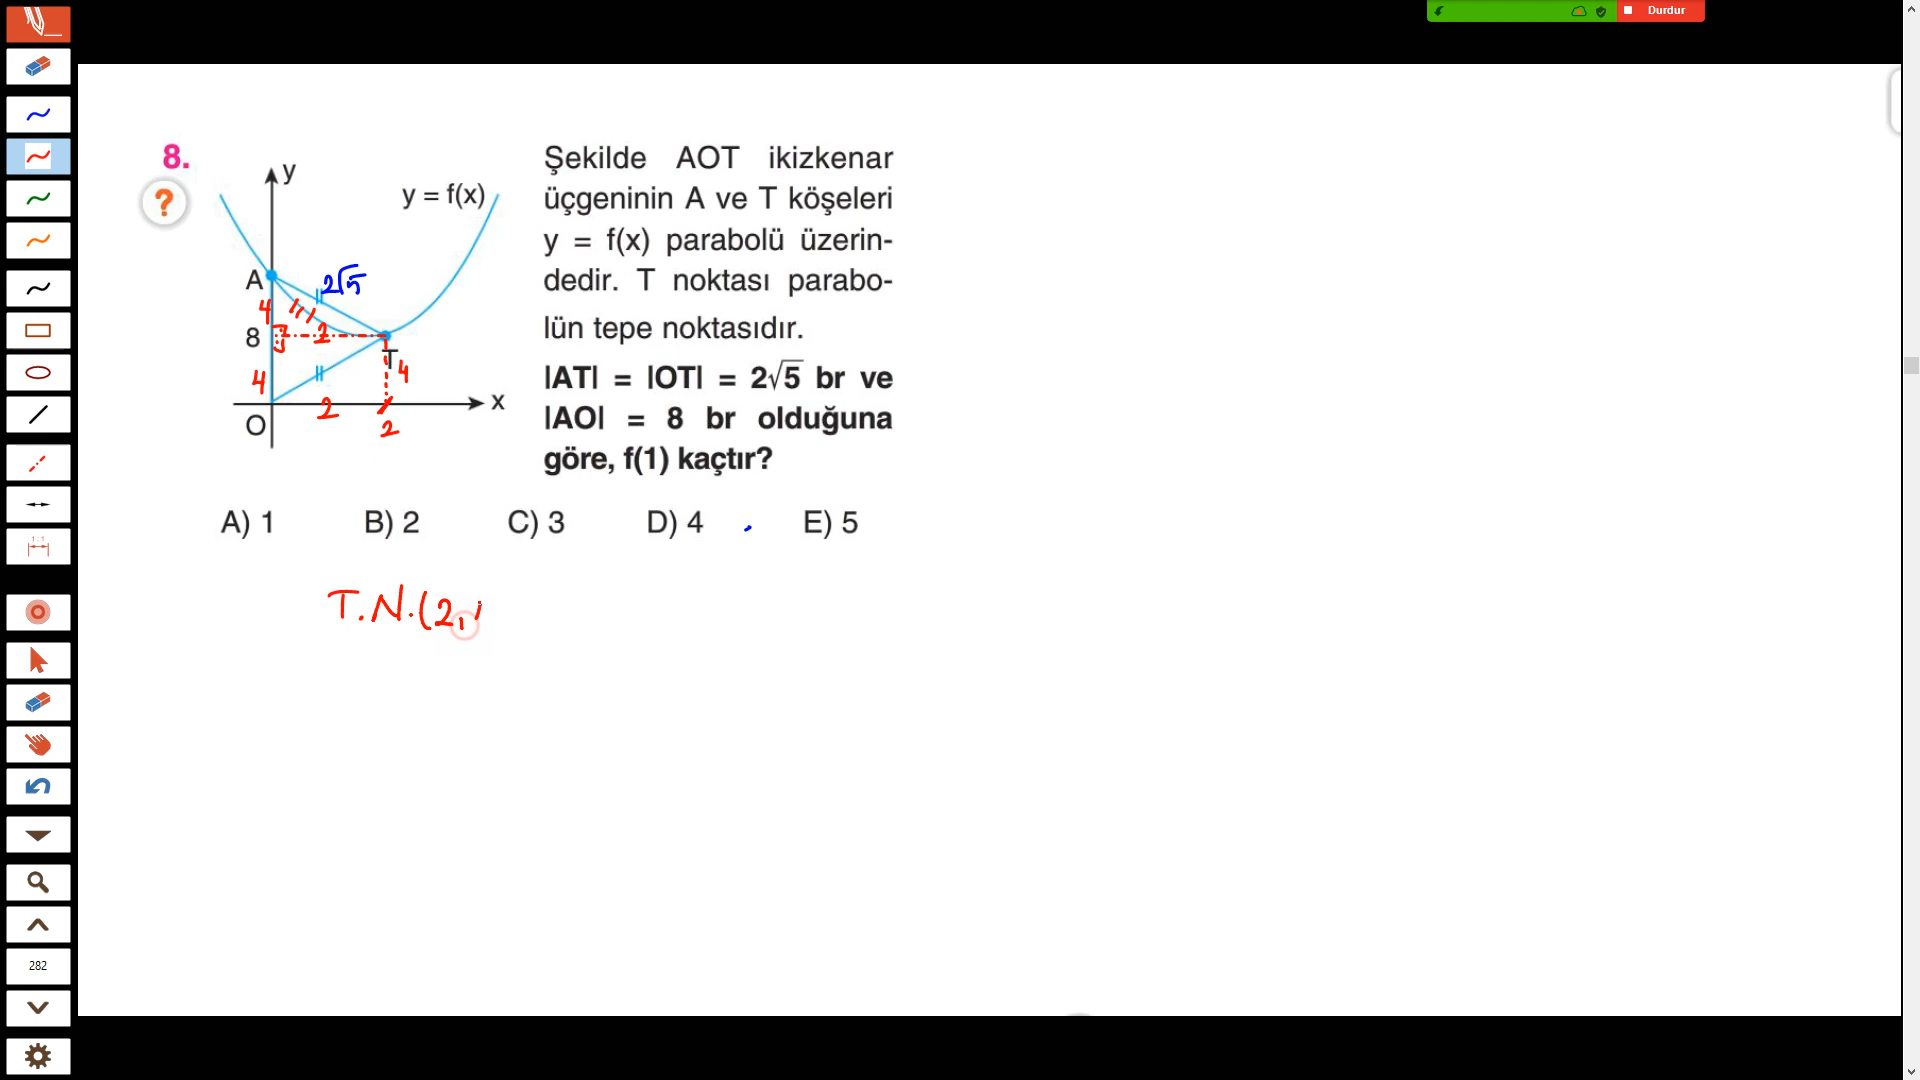 Durdur
8.
?
y
y = f(x)
A
2√5
4
2
8
T
4
4
2
x
O
2
Şekilde AOT ikizkenar
üçgeninin A ve T köşeleri
y = f(x) parabolü üzerin-
dedir. T noktası parabo-
lün tepe noktasıdır.
|AT| = |OT| = 2√5 br ve
|AO| = 8 br olduğuna
göre, f(1) kaçtır?
A) 1 B) 2 C) 3 D) 4 E) 5
T.N.(2,
1:1
282